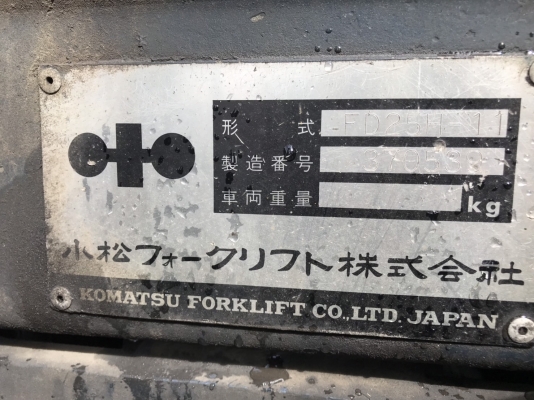 形式
製造番号
車両重量 kg
小松フォークリフト株式会社
KOMATSU FORKLIFT CO.,LTD. JAPAN